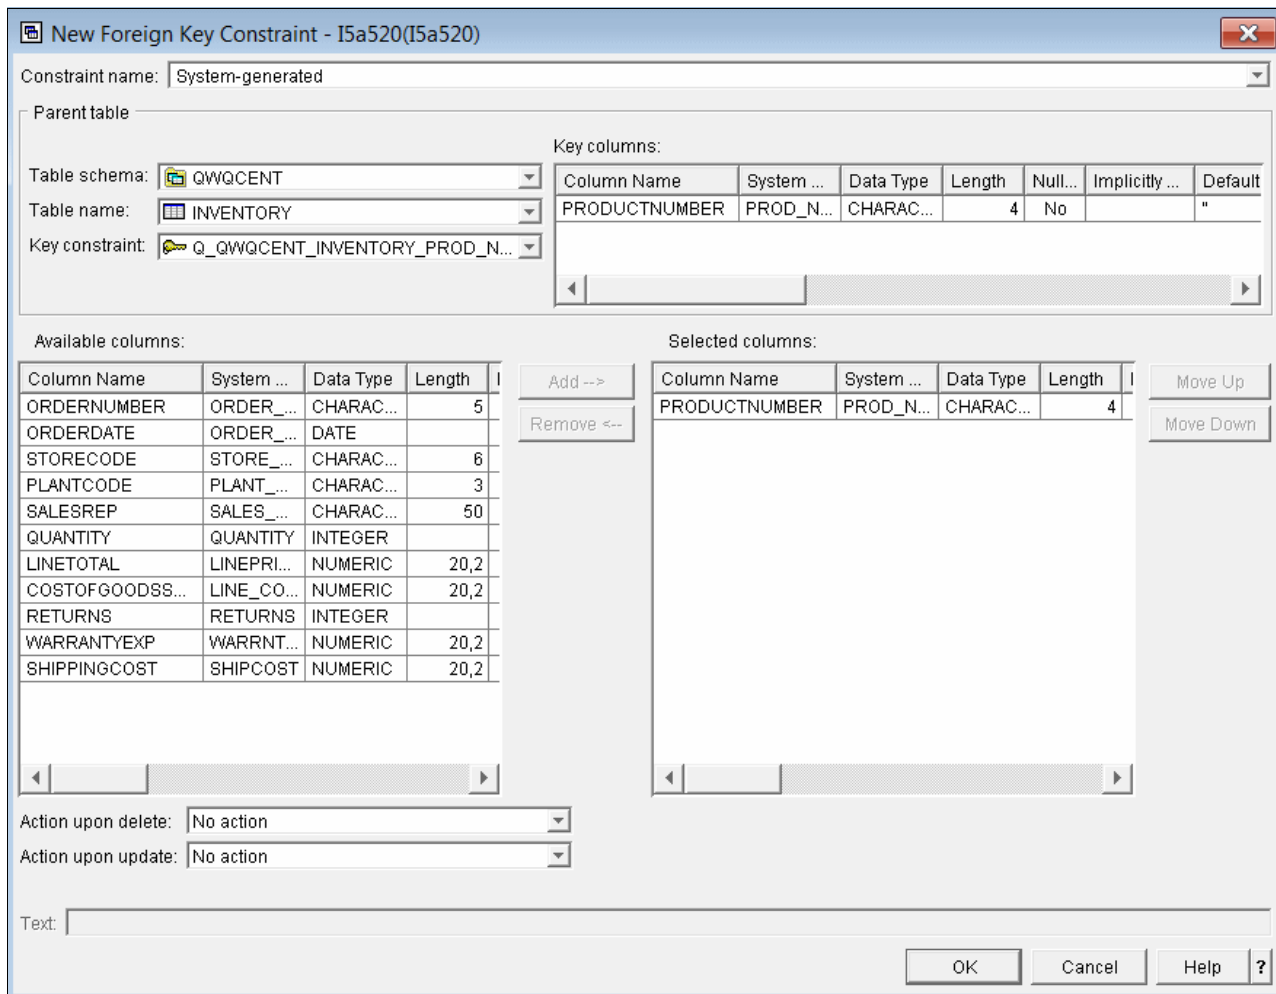 New Foreign Key Constraint - I5a520(I5a520)
Constraint name: System-generated
Parent table
Key columns:
Table schema: QWQCENT
Table name: INVENTORY
Key constraint: Q_QWQCENT_INVENTORY_PROD_N...
Column Name System ... Data Type Length Null... Implicitly ... Default
PRODUCTNUMBER PROD_N... CHARAC... 4 No "
Available columns:
Column Name System ... Data Type Length
ORDERNUMBER ORDER_... CHARAC... 5
ORDERDATE ORDER_... DATE
STORECODE STORE_... CHARAC... 6
PLANTCODE PLANT_... CHARAC... 3
SALESREP SALES_... CHARAC... 50
QUANTITY QUANTITY INTEGER
LINETOTAL LINEPRI... NUMERIC 20,2
COSTOFGOODSS... LINE_CO... NUMERIC 20,2
RETURNS RETURNS INTEGER
WARRANTYEXP WARRNT... NUMERIC 20,2
SHIPPINGCOST SHIPCOST NUMERIC 20,2
Add -->
Remove <--
Selected columns:
Column Name System ... Data Type Length
PRODUCTNUMBER PROD_N... CHARAC... 4
Move Up
Move Down
Action upon delete: No action
Action upon update: No action
Text:
OK Cancel Help ?